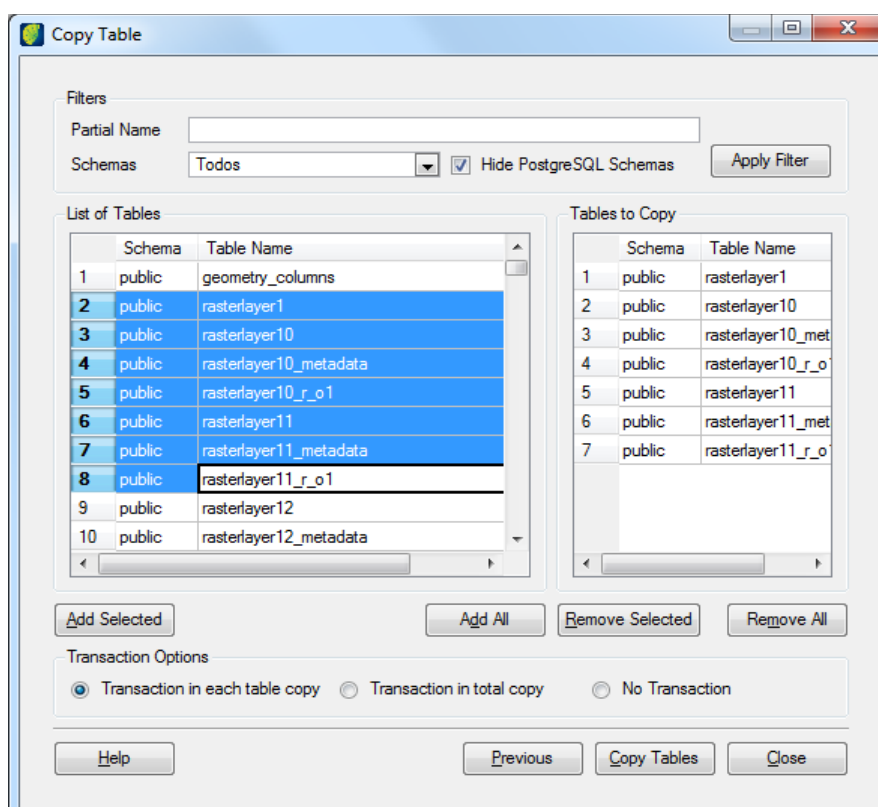 Copy Table
Filters
Partial Name
Schemas Todos Hide PostgreSQL Schemas Apply Filter
List of Tables
Schema Table Name
1 public geometry_columns
2 public rasterlayer1
3 public rasterlayer10
4 public rasterlayer10_metadata
5 public rasterlayer10_r_o1
6 public rasterlayer11
7 public rasterlayer11_metadata
8 public rasterlayer11_r_o1
9 public rasterlayer12
10 public rasterlayer12_metadata
Tables to Copy
Schema Table Name
1 public rasterlayer1
2 public rasterlayer10
3 public rasterlayer10_met
4 public rasterlayer10_r_o1
5 public rasterlayer11
6 public rasterlayer11_met
7 public rasterlayer11_r_o1
Add Selected Add All Remove Selected Remove All
Transaction Options
Transaction in each table copy Transaction in total copy No Transaction
Help Previous Copy Tables Close